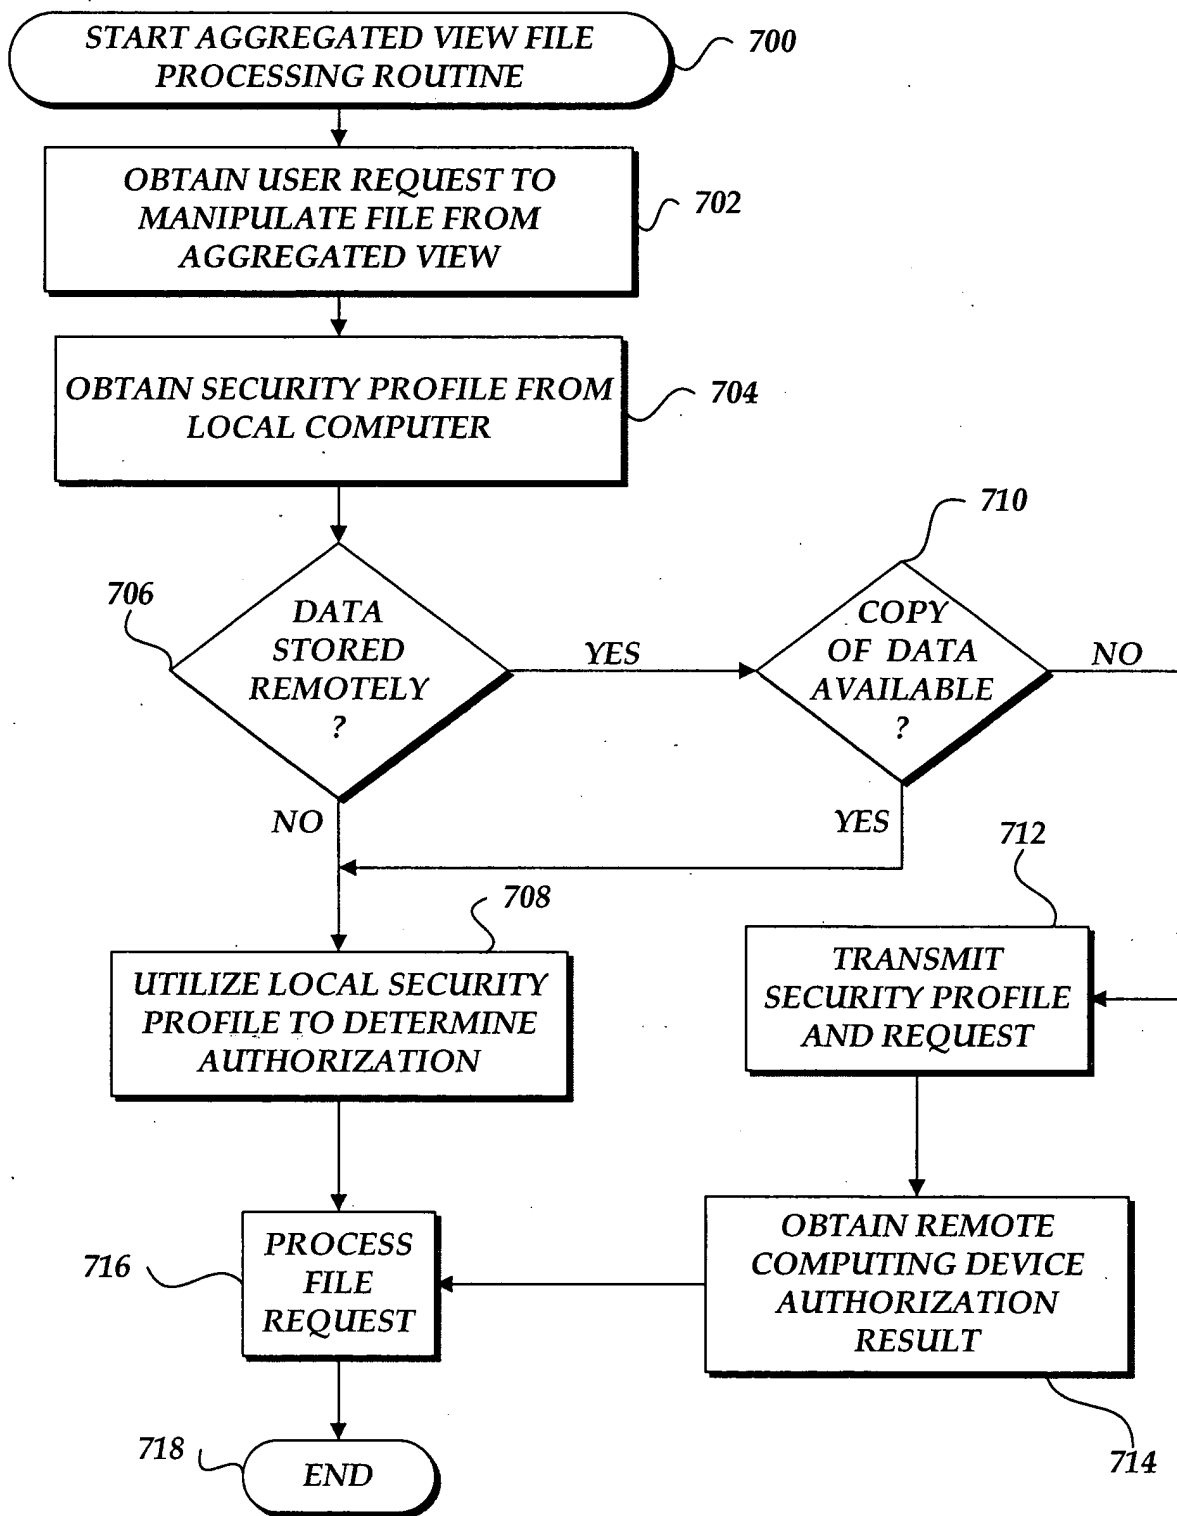 START AGGREGATED VIEW FILE
PROCESSING ROUTINE
700
OBTAIN USER REQUEST TO
MANIPULATE FILE FROM
AGGREGATED VIEW
702
OBTAIN SECURITY PROFILE FROM
LOCAL COMPUTER
704
706
DATA
STORED
REMOTELY
?
YES
NO
710
COPY
OF DATA
AVAILABLE
?
NO
YES
708
UTILIZE LOCAL SECURITY
PROFILE TO DETERMINE
AUTHORIZATION
712
TRANSMIT
SECURITY PROFILE
AND REQUEST
716
PROCESS
FILE
REQUEST
OBTAIN REMOTE
COMPUTING DEVICE
AUTHORIZATION
RESULT
714
718
END